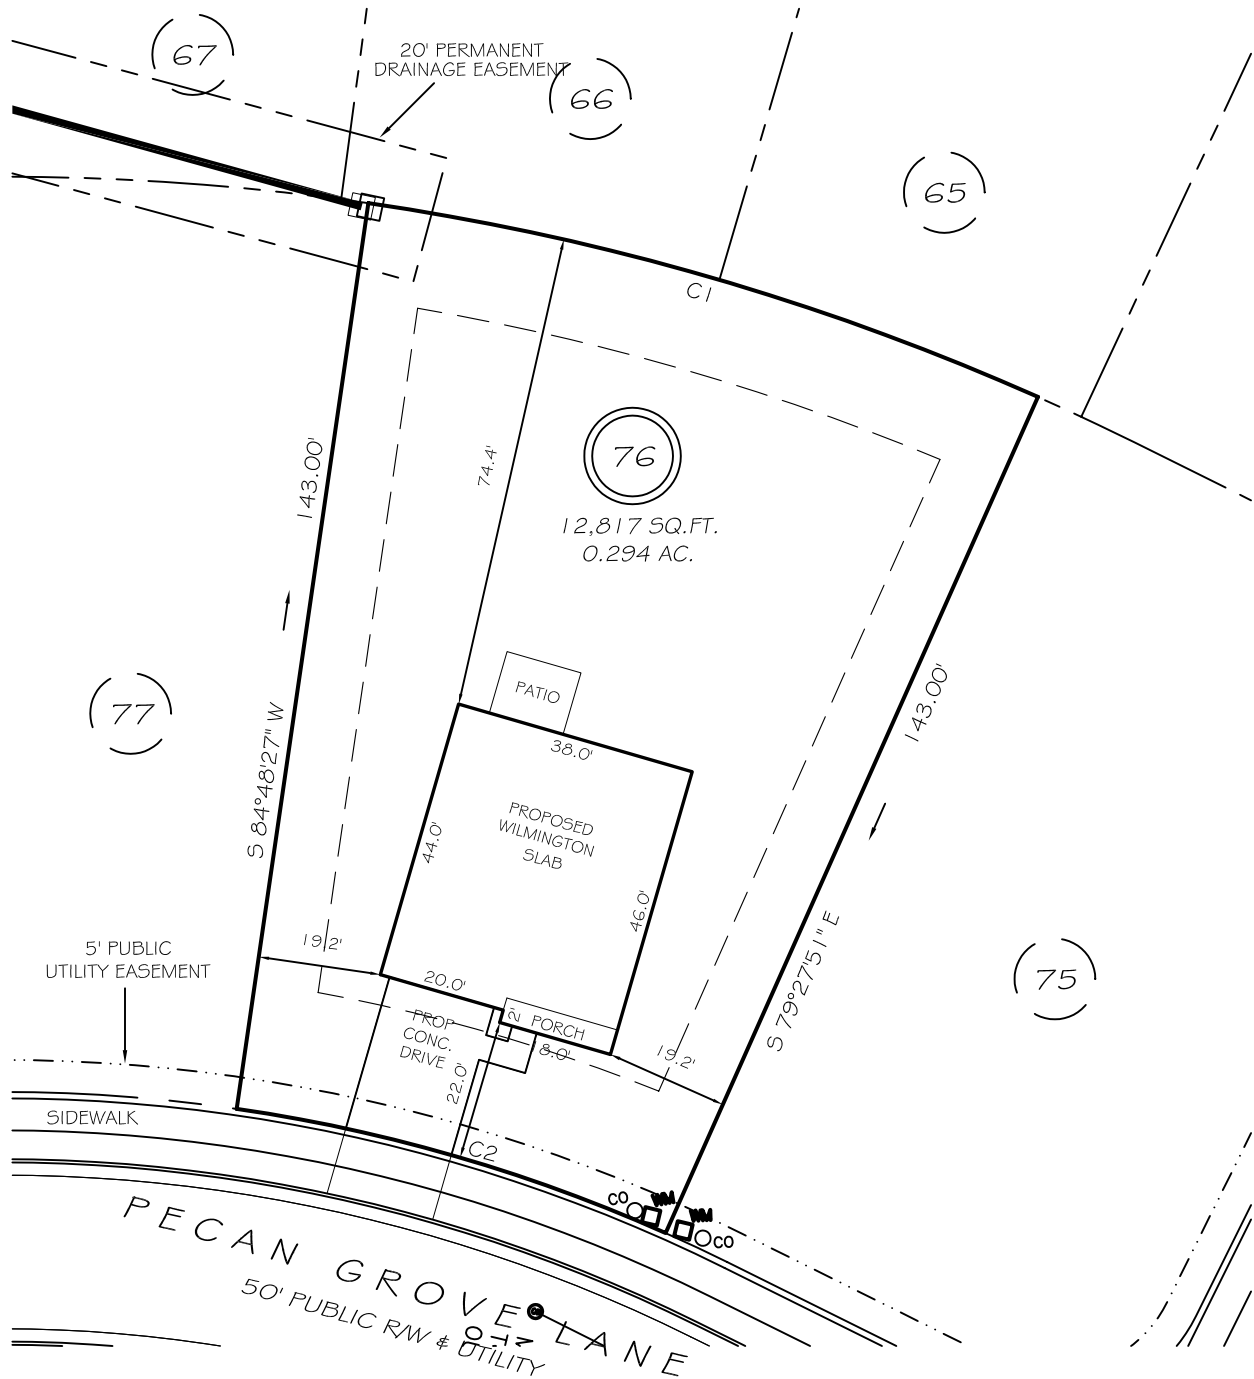 67
20' PERMANENT
DRAINAGE EASEMENT
66
65
C1
143.00'
74.4'
76
12,817 SQ.FT.
0.294 AC.
PATIO
38.0'
77
S 84°48'27" W
143.00'
PROPOSED
WILMINGTON
SLAB
44.0'
46.0'
S 79°27'51" E
75
5' PUBLIC
UTILITY EASEMENT
19.2'
20.0'
2'
PORCH
PROP
CONC.
DRIVE
8.0'
19.2'
22.0'
SIDEWALK
C2
CO
WM
WM
CO
PECAN GROVE LANE
50' PUBLIC R/W & UTILITY